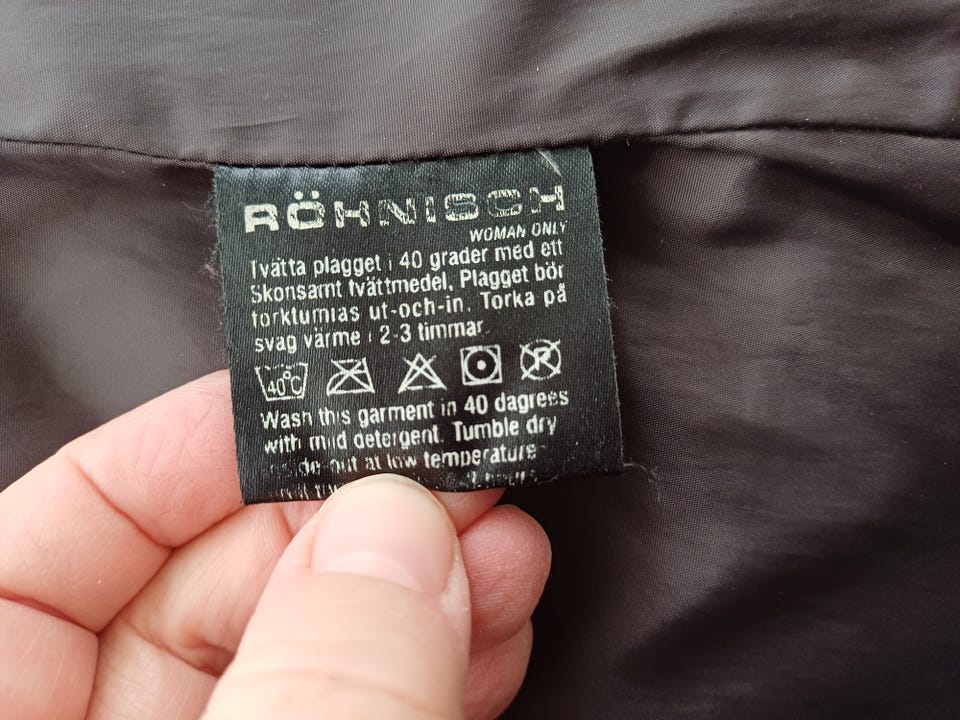 RÖHNISCH
WOMAN ONLY
Tvätta plagget i 40 grader med ett
Skonsamt tvättmedel. Plagget bör
torktumlas ut-och-in. Torka på
svag värme i 2-3 timmar.
40°C
Wash this garment in 40 dagrees
with mild detergent. Tumble dry
out at low temperature